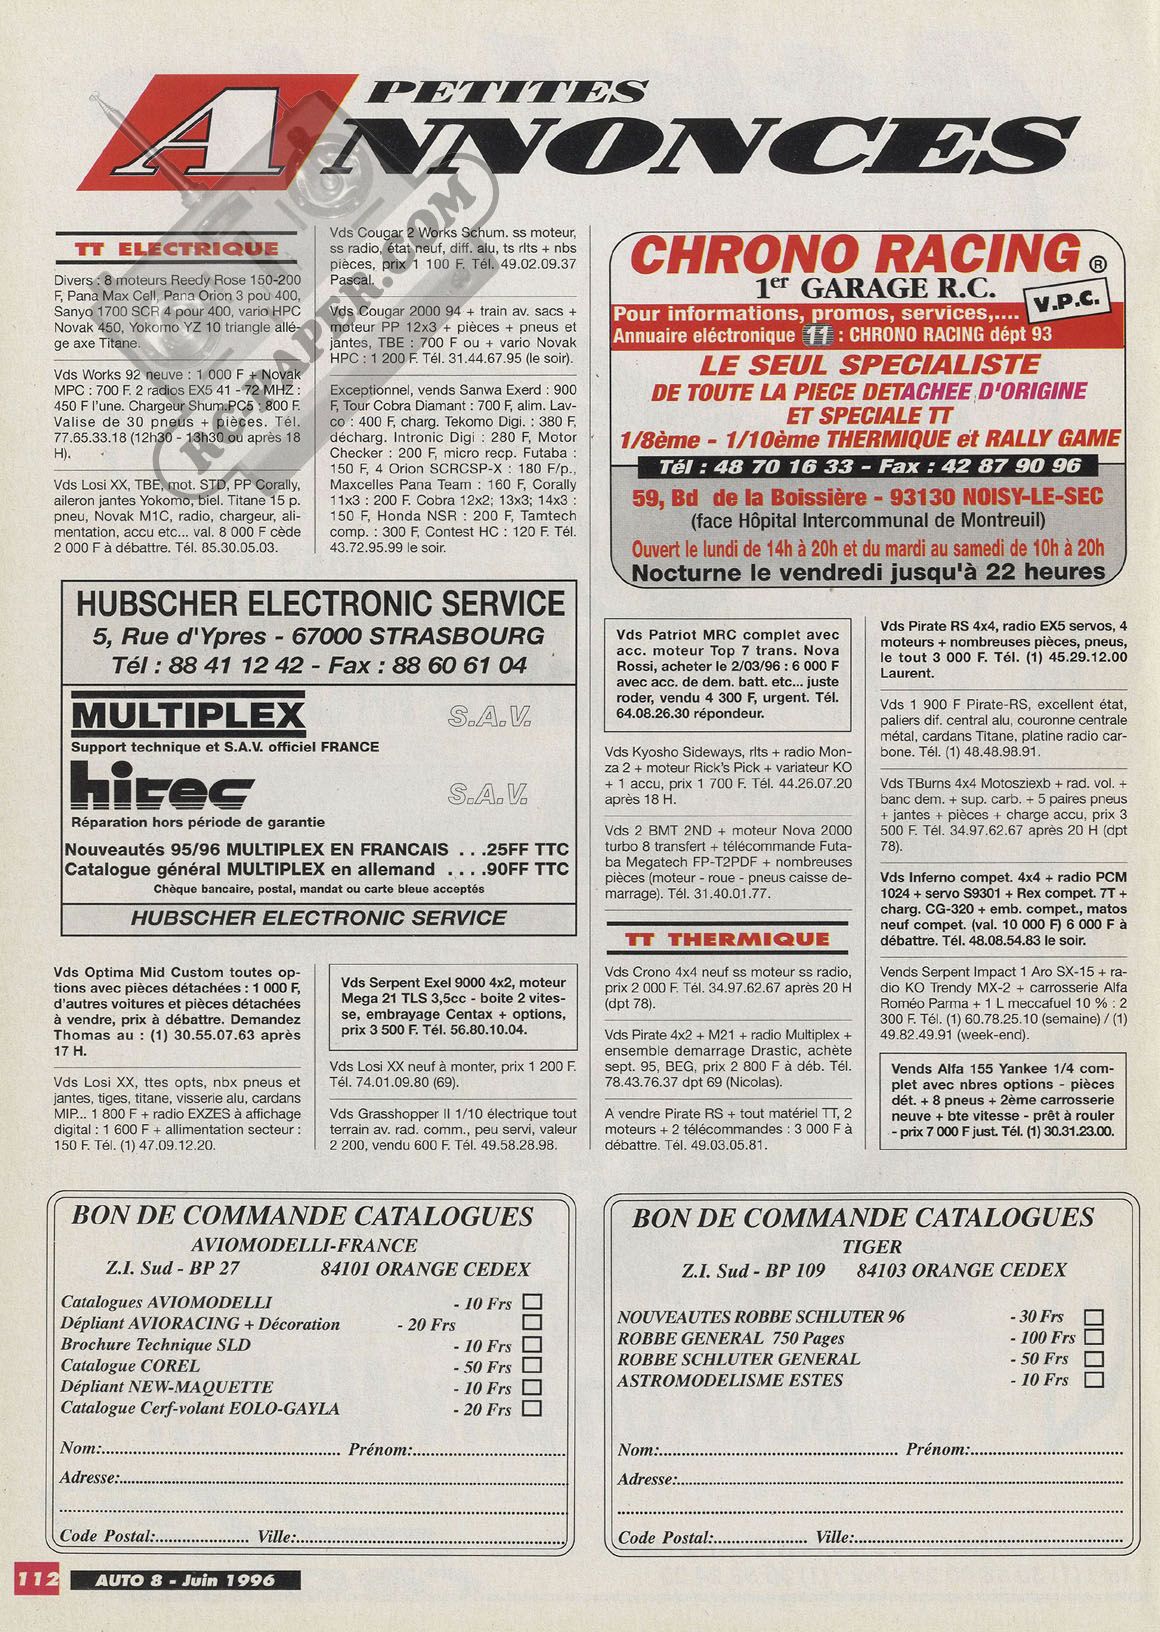 PETITES
ANNONCES
TT ELECTRIQUE
Divers : 8 moteurs Reedy Rose 150-200
F, Pana Max Cell, Pana Orion 3 pou 400,
Sanyo 1700 SCR 4 pour 400, vario HPC
Novak 450, Yokomo YZ 10 triangle allé-
ge axe Titane.
Vds Works 92 neuve : 1 000 F + Novak
MPC : 700 F. 2 radios EX5 41 - 72 MHZ :
450 F l'une. Chargeur Shum PC5 : 800 F.
Valise de 30 pneus + pièces. Tél.
77.65.33.18 (12h30 - 13h30 ou après 18
H).
Vds Losi XX, TBE, mot. STD, PP Corally,
aileron jantes Yokomo, biel. Titane 15 p.
pneu, Novak M1C, radio, chargeur, ali-
mentation, accu etc... val. 8 000 F cède
2 000 F à débattre. Tél. 85.30.05.03.
Vds Cougar 2 Works Schum. ss moteur,
ss radio, état neuf, diff. alu, ts rlts + nbs
pièces, prix 1 100 F. Tél. 49.02.09.37
Pascal.
Vds Cougar 2000 94 + train av. sacs +
moteur PP 12x3 + pièces + pneus et
jantes, TBE : 700 F ou + vario Novak
HPC : 1 200 F. Tél. 31.44.67.95 (le soir).
Exceptionnel, vends Sanwa Exerd : 900
F, Tour Cobra Diamant : 700 F, alim. Lav-
co : 400 F, charg. Tekomo Digi. : 380 F,
décharg. Intronic Digi : 280 F, Motor
Checker : 200 F, micro recp. Futaba :
150 F, 4 Orion SCRCSP-X : 180 F/p.,
Maxcelles Pana Team : 160 F, Corally
11x3 : 200 F. Cobra 12x2; 13x3; 14x3 :
150 F, Honda NSR : 200 F, Tamtech
comp. : 300 F, Contest HC : 120 F. Tél.
43.72.95.99 le soir.
RC-PAPER.COM
CHRONO RACING ®
1er GARAGE R.C.
V.P.C.
Pour informations, promos, services,....
Annuaire eléctronique 11 : CHRONO RACING dépt 93
LE SEUL SPECIALISTE
DE TOUTE LA PIECE DETACHEE D'ORIGINE
ET SPECIALE TT
1/8ème - 1/10ème THERMIQUE et RALLY GAME
Tél : 48 70 16 33 - Fax : 42 87 90 96
59, Bd de la Boissière - 93130 NOISY-LE-SEC
(face Hôpital Intercommunal de Montreuil)
Ouvert le lundi de 14h à 20h et du mardi au samedi de 10h à 20h
Nocturne le vendredi jusqu'à 22 heures
HUBSCHER ELECTRONIC SERVICE
5, Rue d'Ypres - 67000 STRASBOURG
Tél : 88 41 12 42 - Fax : 88 60 61 04
MULTIPLEX S.A.V.
Support technique et S.A.V. officiel FRANCE
hitec S.A.V.
Réparation hors période de garantie
Nouveautés 95/96 MULTIPLEX EN FRANCAIS . . .25FF TTC
Catalogue général MULTIPLEX en allemand . . . .90FF TTC
Chèque bancaire, postal, mandat ou carte bleue acceptés
HUBSCHER ELECTRONIC SERVICE
Vds Optima Mid Custom toutes op-
tions avec pièces détachées : 1 000 F,
d'autres voitures et pièces détachées
à vendre, prix à débattre. Demandez
Thomas au : (1) 30.55.07.63 après
17 H.
Vds Losi XX, ttes opts, nbx pneus et
jantes, tiges, titane, visserie alu, cardans
MIP... 1 800 F + radio EXZES à affichage
digital : 1 600 F + allimentation secteur :
150 F. Tél. (1) 47.09.12.20.
Vds Serpent Exel 9000 4x2, moteur
Mega 21 TLS 3,5cc - boite 2 vites-
se, embrayage Centax + options,
prix 3 500 F. Tél. 56.80.10.04.
Vds Losi XX neuf à monter, prix 1 200 F.
Tél. 74.01.09.80 (69).
Vds Grasshopper II 1/10 électrique tout
terrain av. rad. comm., peu servi, valeur
2 200, vendu 600 F. Tél. 49.58.28.98.
Vds Patriot MRC complet avec
acc. moteur Top 7 trans. Nova
Rossi, acheter le 2/03/96 : 6 000 F
avec acc. de dem. batt. etc... juste
roder, vendu 4 300 F, urgent. Tél.
64.08.26.30 répondeur.
Vds Kyosho Sideways, rlts + radio Mon-
za 2 + moteur Rick's Pick + variateur KO
+ 1 accu, prix 1 700 F. Tél. 44.26.07.20
après 18 H.
Vds 2 BMT 2ND + moteur Nova 2000
turbo 8 transfert + télécommande Futa-
ba Megatech FP-T2PDF + nombreuses
pièces (moteur - roue - pneus caisse de-
marrage). Tél. 31.40.01.77.
TT THERMIQUE
Vds Crono 4x4 neuf ss moteur ss radio,
prix 2 000 F. Tél. 34.97.62.67 après 20 H
(dpt 78).
Vds Pirate 4x2 + M21 + radio Multiplex +
ensemble demarrage Drastic, achète
sept. 95, BEG, prix 2 800 F à déb. Tél.
78.43.76.37 dpt 69 (Nicolas).
A vendre Pirate RS + tout matériel TT, 2
moteurs + 2 télécommandes : 3 000 F à
débattre. Tél. 49.03.05.81.
Vds Pirate RS 4x4, radio EX5 servos, 4
moteurs + nombreuses pièces, pneus,
le tout 3 000 F. Tél. (1) 45.29.12.00
Laurent.
Vds 1 900 F Pirate-RS, excellent état,
paliers dif. central alu, couronne centrale
métal, cardans Titane, platine radio car-
bone. Tél. (1) 48.48.98.91.
Vds TBurns 4x4 Motosziexb + rad. vol. +
banc dem. + sup. carb. + 5 paires pneus
+ jantes + pièces + charge accu, prix 3
500 F. Tél. 34.97.62.67 après 20 H (dpt
78).
Vds Inferno compet. 4x4 + radio PCM
1024 + servo S9301 + Rex compet. 7T +
charg. CG-320 + emb. compet., matos
neuf compet. (val. 10 000 F) 6 000 F à
débattre. Tél. 48.08.54.83 le soir.
Vends Serpent Impact 1 Aro SX-15 + ra-
dio KO Trendy MX-2 + carrosserie Alfa
Roméo Parma + 1 L meccafuel 10 % : 2
300 F. Tél. (1) 60.78.25.10 (semaine) / (1)
49.82.49.91 (week-end).
Vends Alfa 155 Yankee 1/4 com-
plet avec nbres options - pièces
dét. + 8 pneus + 2ème carrosserie
neuve + bte vitesse - prêt à rouler
- prix 7 000 F just. Tél. (1) 30.31.23.00.
BON DE COMMANDE CATALOGUES
AVIOMODELLI-FRANCE
Z.I. Sud - BP 27 84101 ORANGE CEDEX
Catalogues AVIOMODELLI - 10 Frs
Dépliant AVIORACING + Décoration - 20 Frs
Brochure Technique SLD - 10 Frs
Catalogue COREL - 50 Frs
Dépliant NEW-MAQUETTE - 10 Frs
Catalogue Cerf-volant EOLO-GAYLA - 20 Frs
Nom:.......... Prénom:..........
Adresse:..........
Code Postal:.......... Ville:..........
BON DE COMMANDE CATALOGUES
TIGER
Z.I. Sud - BP 109 84103 ORANGE CEDEX
NOUVEAUTES ROBBE SCHLUTER 96 - 30 Frs
ROBBE GENERAL 750 Pages - 100 Frs
ROBBE SCHLUTER GENERAL - 50 Frs
ASTROMODELISME ESTES - 10 Frs
Nom:.......... Prénom:..........
Adresse:..........
Code Postal:.......... Ville:..........
112 AUTO 8 - Juin 1996